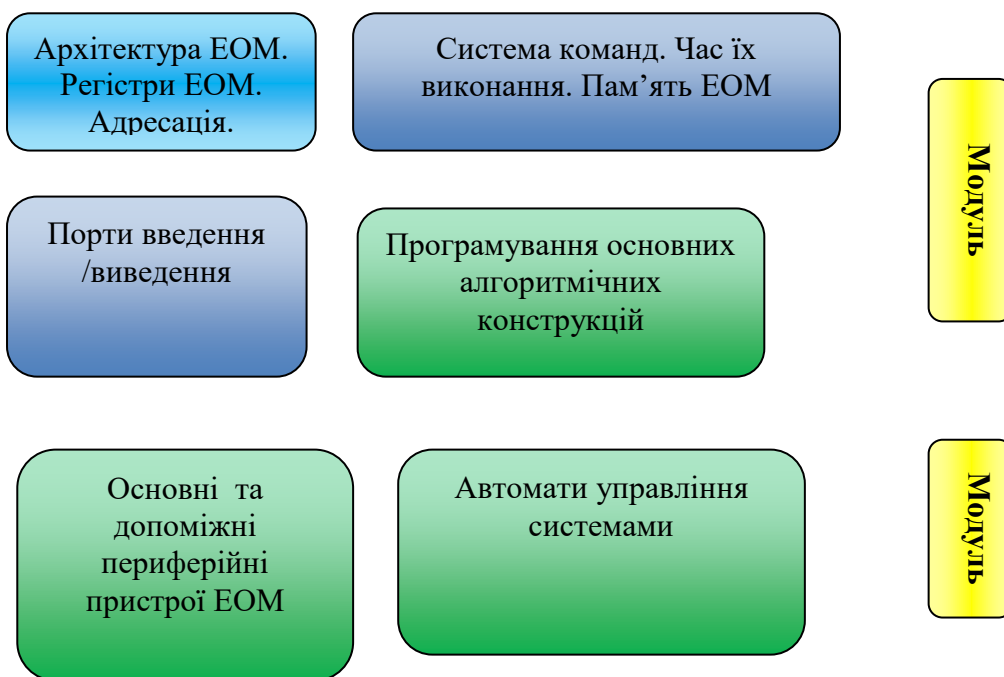 Архітектура ЕОМ.
Регістри ЕОМ.
Адресація.
Система команд. Час їх
виконання. Пам’ять ЕОМ
Модуль
Порти введення
/виведення
Програмування основних
алгоритмічних
конструкцій
Основні та
допоміжні
периферійні
пристрої ЕОМ
Автомати управління
системами
Модуль